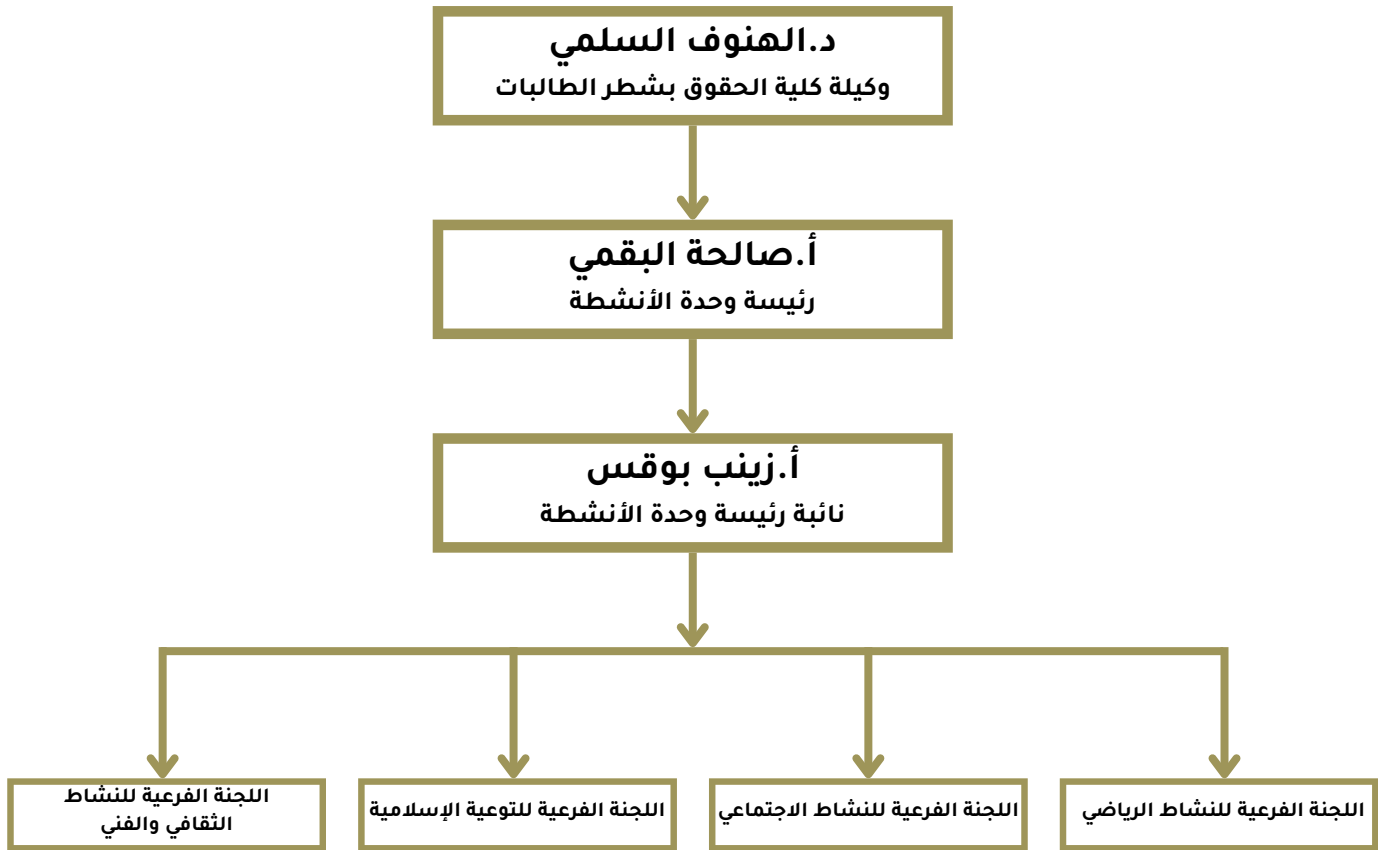 د.الهنوف السلمي
وكيلة كلية الحقوق بشطر الطالبات
أ.صالحة البقمي
رئيسة وحدة الأنشطة
أ.زينب بوقس
نائبة رئيسة وحدة الأنشطة
اللجنة الفرعية للنشاط الرياضي
اللجنة الفرعية للنشاط الاجتماعي
اللجنة الفرعية للتوعية الإسلامية
اللجنة الفرعية للنشاط
الثقافي والفني